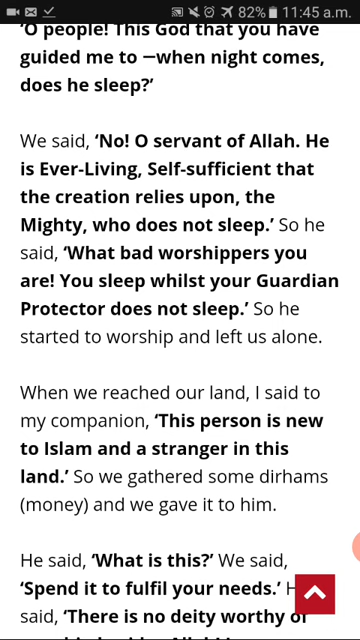 82% 11:45 a.m.
'O people! This God that you have
guided me to —when night comes,
does he sleep?'
We said, 'No! O servant of Allah. He
is Ever-Living, Self-sufficient that
the creation relies upon, the
Mighty, who does not sleep.' So he
said, 'What bad worshippers you
are! You sleep whilst your Guardian
Protector does not sleep.' So he
started to worship and left us alone.
When we reached our land, I said to
my companion, 'This person is new
to Islam and a stranger in this
land.' So we gathered some dirhams
(money) and we gave it to him.
He said, 'What is this?' We said,
'Spend it to fulfil your needs.' H
said, 'There is no deity worthy of